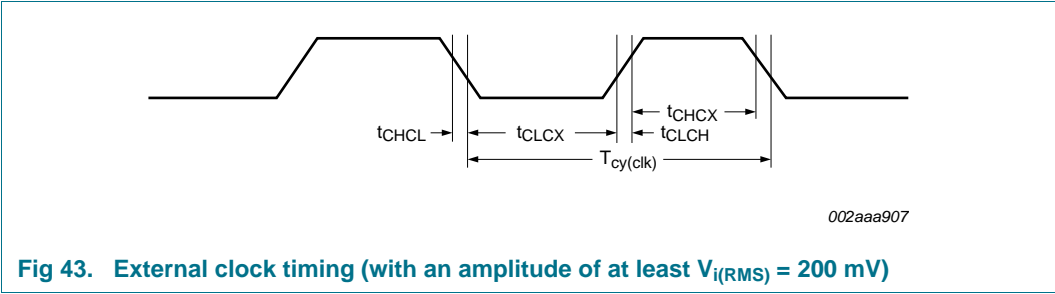 tCHCX
tCHCL tCLCX tCLCH
Tcy(clk)
002aaa907
Fig 43. External clock timing (with an amplitude of at least Vi(RMS) = 200 mV)